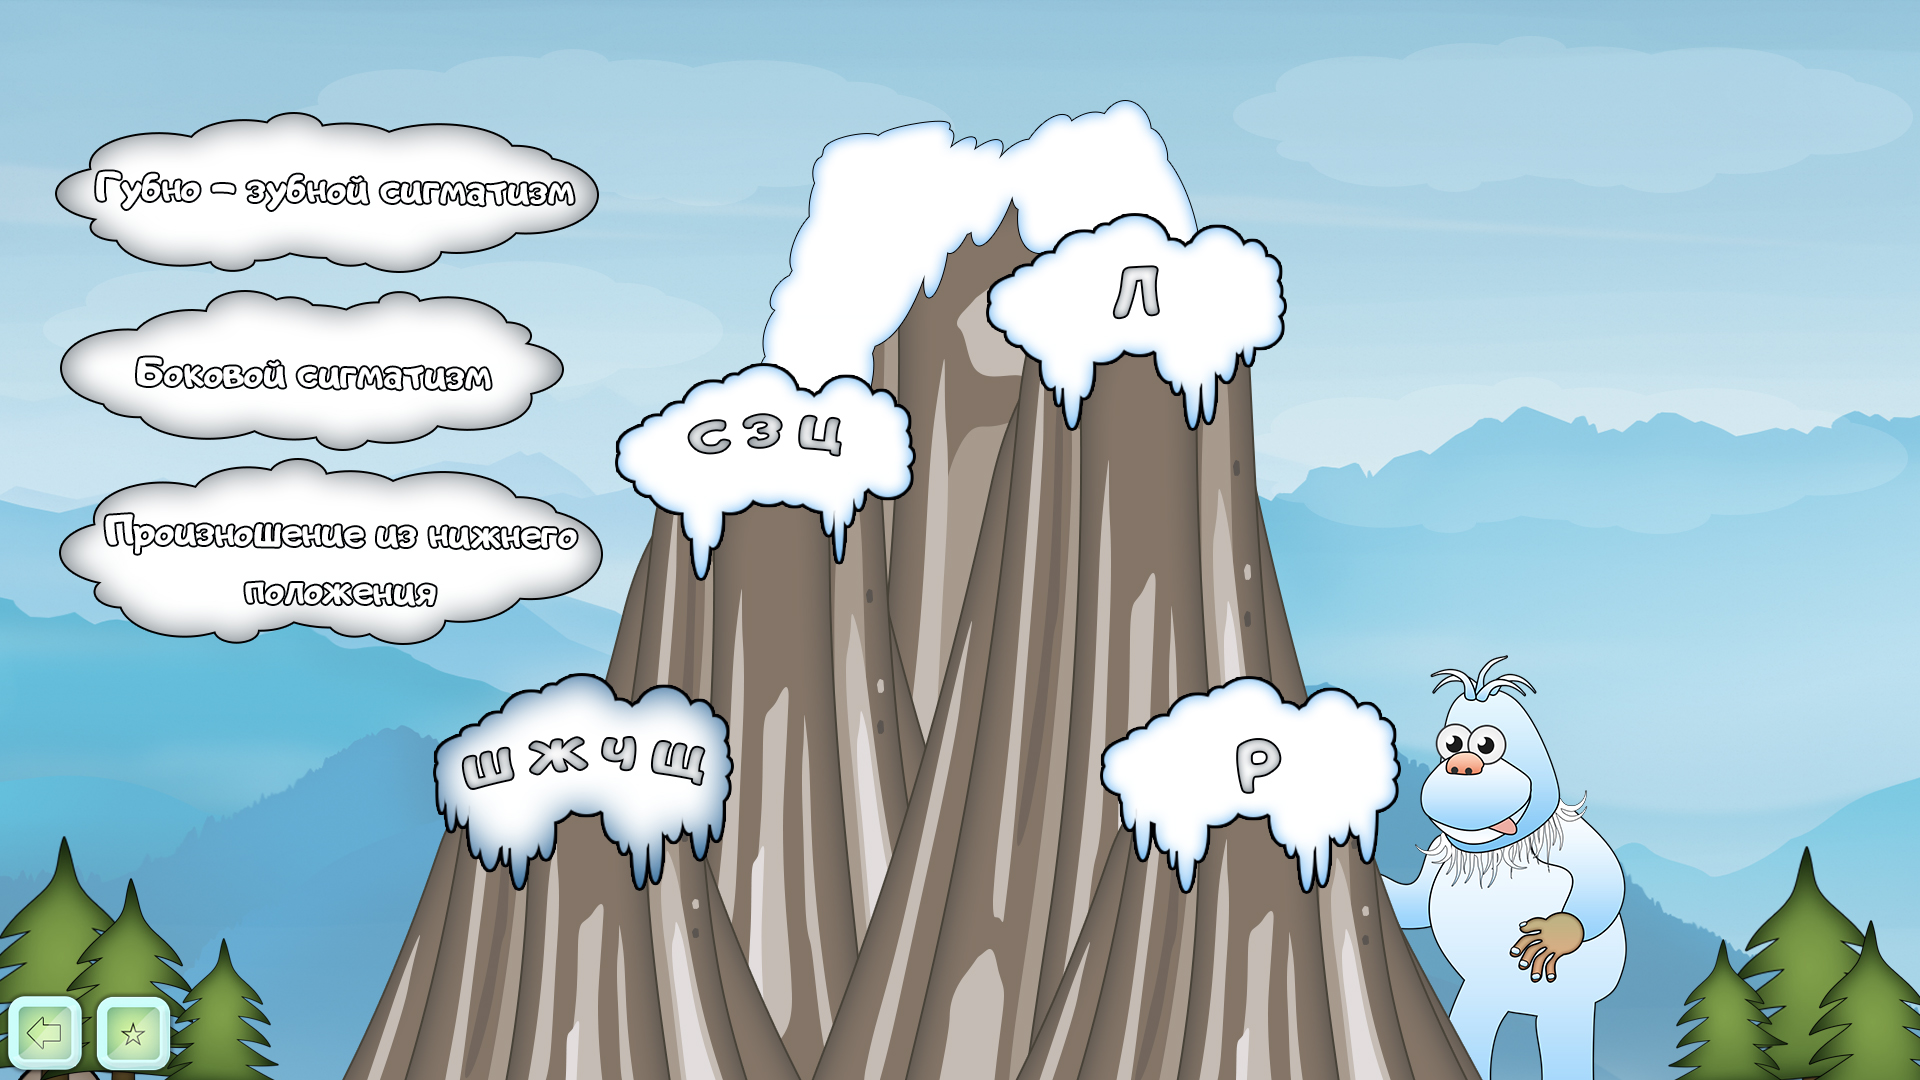 Губно – зубной сигматизм
Боковой сигматизм
Произношение из нижнего
положения
Л
С З Ц
Ш Ж Ч Щ
Р